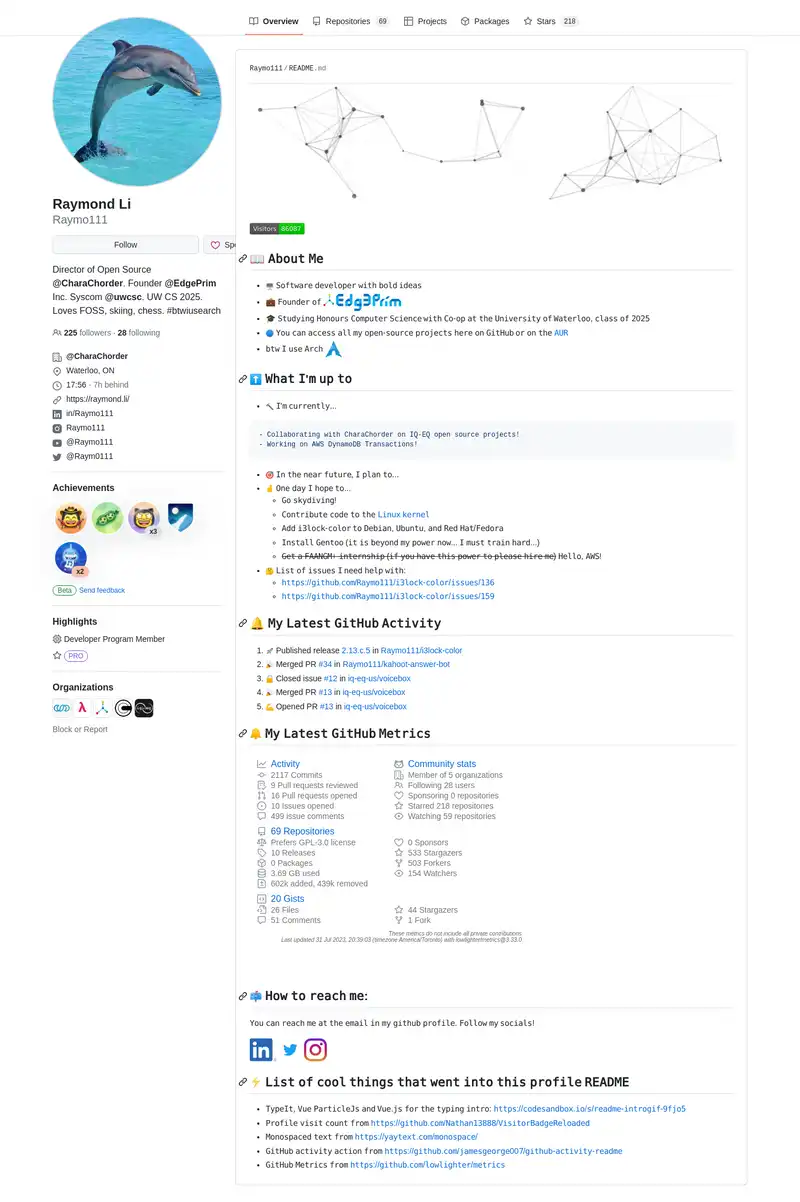 Overview
Repositories 69
Projects
Packages
Stars 218
Raymond Li
Raymo111
Follow
Director of Open Source
@CharaChorder. Founder @EdgePrim
Inc. Syscom @uwcsc. UW CS 2025.
Loves FOSS, skiing, chess. #btwiusearch
225 followers · 28 following
@CharaChorder
Waterloo, ON
17:56 - 7h behind
https://raymond.li/
in/Raymo111
Raymo111
@Raymo111
@Raym0111
Achievements
x3
x2
Beta Send feedback
Highlights
Developer Program Member
PRO
Organizations
Block or Report
Raymo111 / README.md
Visitors 86087
📖 About Me
🖥️ Software developer with bold ideas
💼 Founder of Edg3Prim
🎓 Studying Honours Computer Science with Co-op at the University of Waterloo, class of 2025
🔵 You can access all my open-source projects here on GitHub or on the AUR
btw I use Arch
⬆️ What I'm up to
🔨 I'm currently...
- Collaborating with CharaChorder on IQ-EQ open source projects!
- Working on AWS DynamoDB Transactions!
🎯 In the near future, I plan to...
☝️ One day I hope to...
Go skydiving!
Contribute code to the Linux kernel
Add i3lock-color to Debian, Ubuntu, and Red Hat/Fedora
Install Gentoo (it is beyond my power now... I must train hard...)
Get a FAANGM+ internship (if you have this power to please hire me) Hello, AWS!
🤔 List of issues I need help with:
https://github.com/Raymo111/i3lock-color/issues/136
https://github.com/Raymo111/i3lock-color/issues/159
🔔 My Latest GitHub Activity
1. 🚀 Published release 2.13.c.5 in Raymo111/i3lock-color
2. 🎉 Merged PR #34 in Raymo111/kahoot-answer-bot
3. 🔒 Closed issue #12 in iq-eq-us/voicebox
4. 🎉 Merged PR #13 in iq-eq-us/voicebox
5. 💪 Opened PR #13 in iq-eq-us/voicebox
🔔 My Latest GitHub Metrics
Activity
2117 Commits
9 Pull requests reviewed
16 Pull requests opened
10 Issues opened
499 issue comments
Community stats
Member of 5 organizations
Following 28 users
Sponsoring 0 repositories
Starred 218 repositories
Watching 59 repositories
69 Repositories
Prefers GPL-3.0 license
10 Releases
0 Packages
3.69 GB used
602k added, 439k removed
0 Sponsors
533 Stargazers
503 Forkers
154 Watchers
20 Gists
26 Files
51 Comments
44 Stargazers
1 Fork
These metrics do not include all private contributions
Last updated 31 Jul 2023, 20:39:03 (timezone America/Toronto) with lowlighter/metrics@3.33.0
📫 How to reach me:
You can reach me at the email in my github profile. Follow my socials!
in
⚡ List of cool things that went into this profile README
TypeIt, Vue ParticleJs and Vue.js for the typing intro: https://codesandbox.io/s/readme-introgif-9fjo5
Profile visit count from https://github.com/Nathan13888/VisitorBadgeReloaded
Monospaced text from https://yaytext.com/monospace/
GitHub activity action from https://github.com/jamesgeorge007/github-activity-readme
GitHub Metrics from https://github.com/lowlighter/metrics